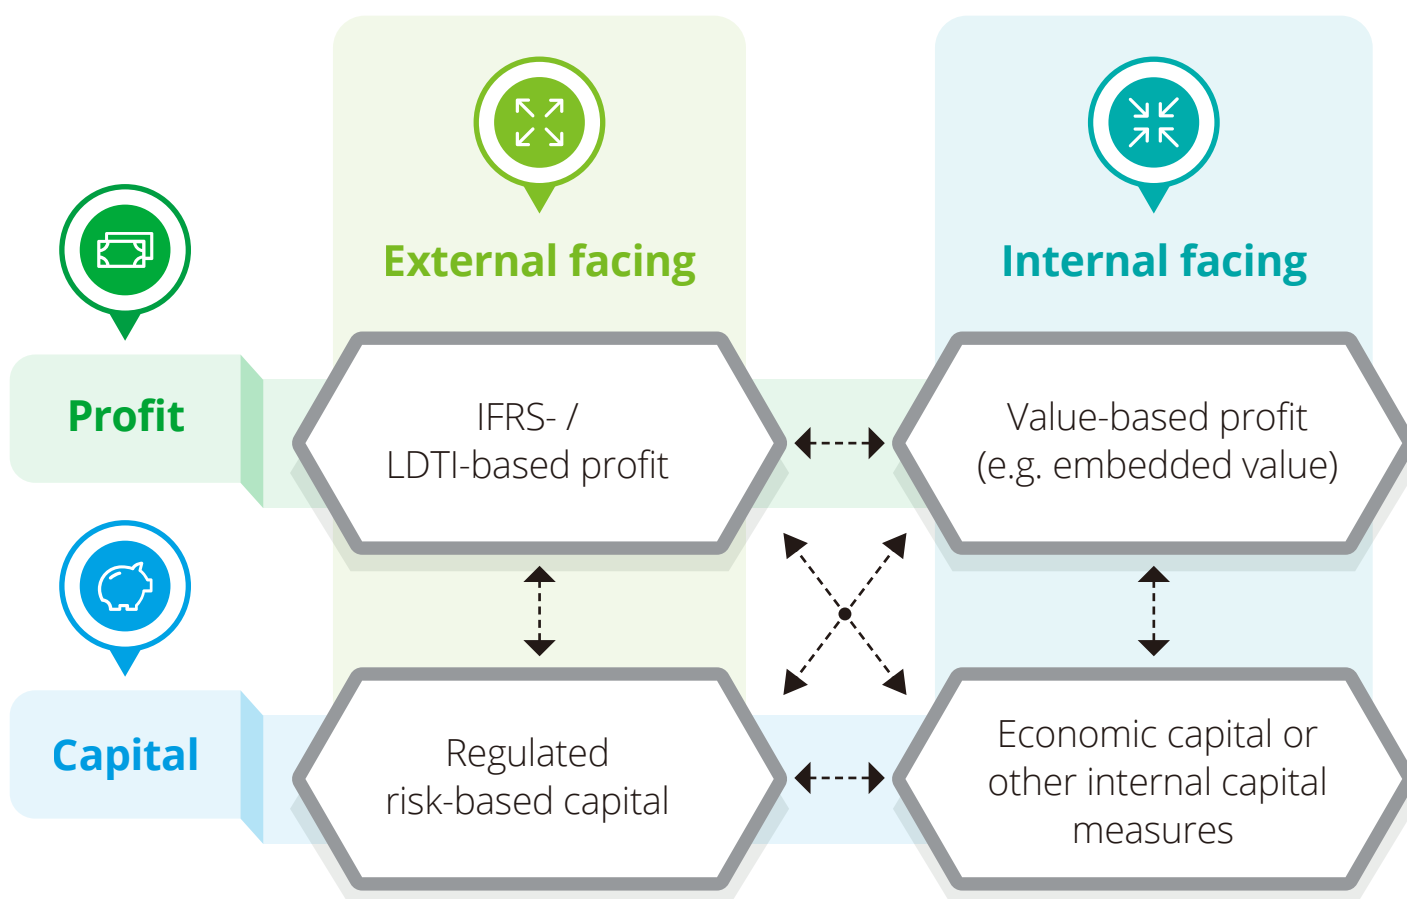 External facing
Internal facing
Profit
IFRS- /
LDTI-based profit
Value-based profit
(e.g. embedded value)
Capital
Regulated
risk-based capital
Economic capital or
other internal capital
measures